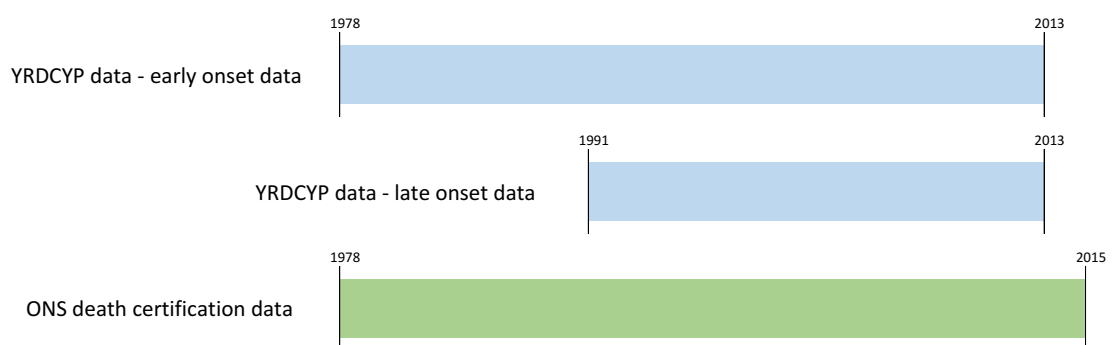 1978 2013
YRDCYP data - early onset data
1991 2013
YRDCYP data - late onset data
1978 2015
ONS death certification data